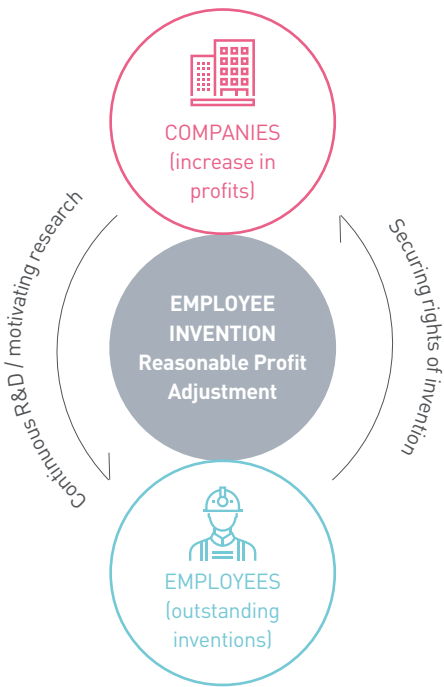 COMPANIES
(increase in
profits)
Continuous R&D / motivating research
Securing rights of invention
EMPLOYEE
INVENTION
Reasonable Profit
Adjustment
EMPLOYEES
(outstanding
inventions)